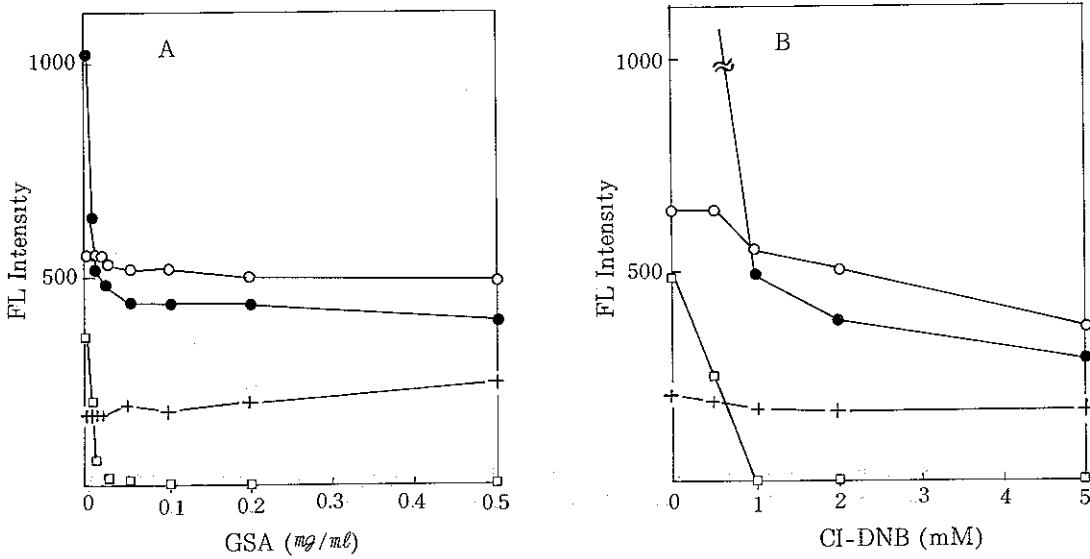 A
1000
500
FL Intensity
0 0.1 0.2 0.3 0.4 0.5
GSA (mg/ml)
B
1000
500
FL Intensity
0 1 2 3 4 5
CI-DNB (mM)